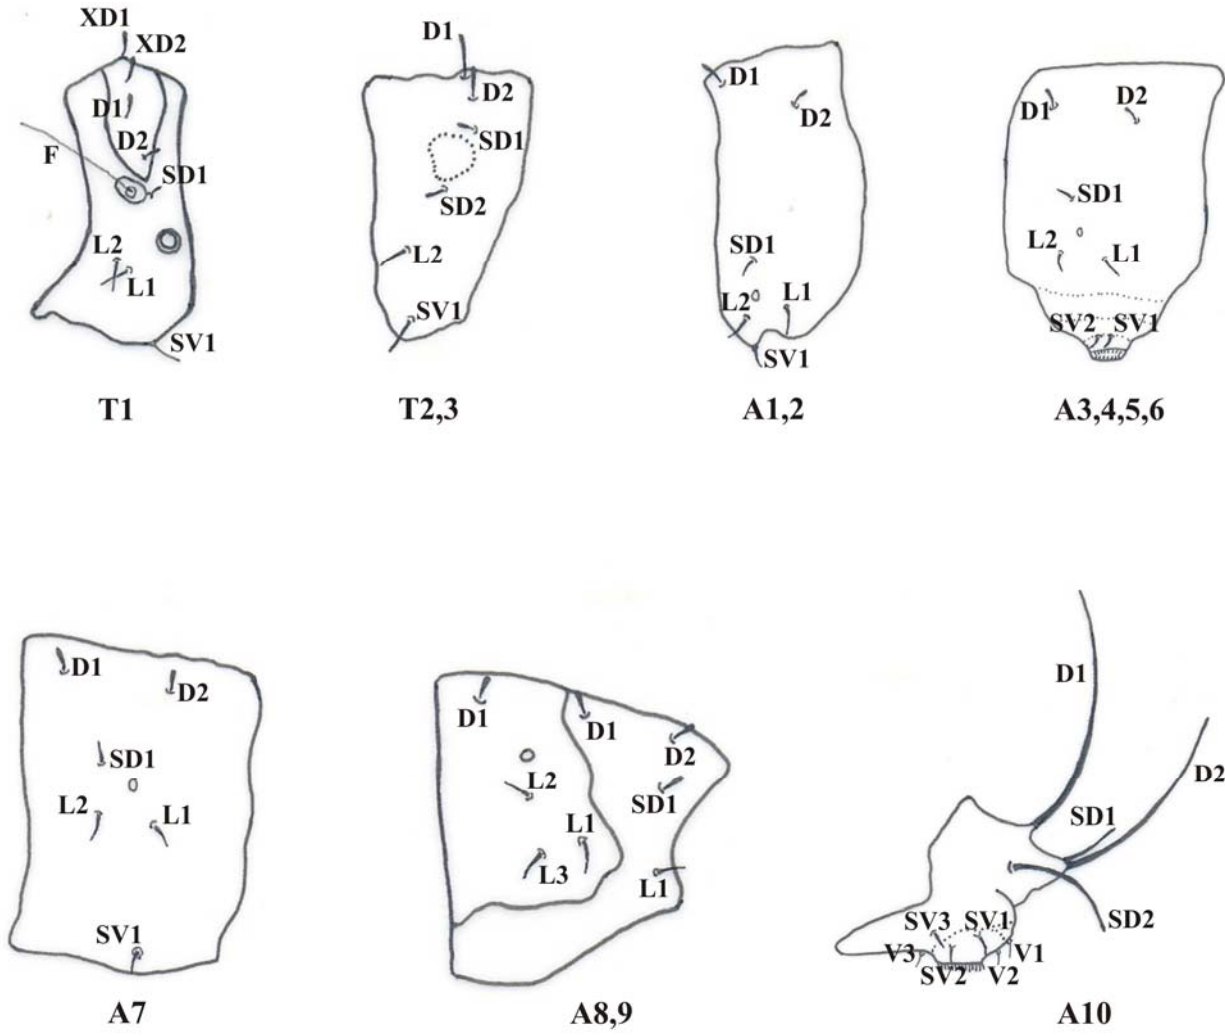 XD1
XD2
D1
D2
F
SD1
L2
L1
SV1
T1
D1
D2
SD1
SD2
L2
SV1
T2,3
D1
D2
SD1
L2
L1
SV1
A1,2
D1
D2
SD1
L2
L1
SV2 SV1
A3,4,5,6
D1
D2
SD1
L2
L1
SV1
A7
D1
D1
D2
L2
SD1
L1
L3
L1
A8,9
D1
D2
SD1
SD2
SV3 SV1
V3 V1
SV2 V2
A10